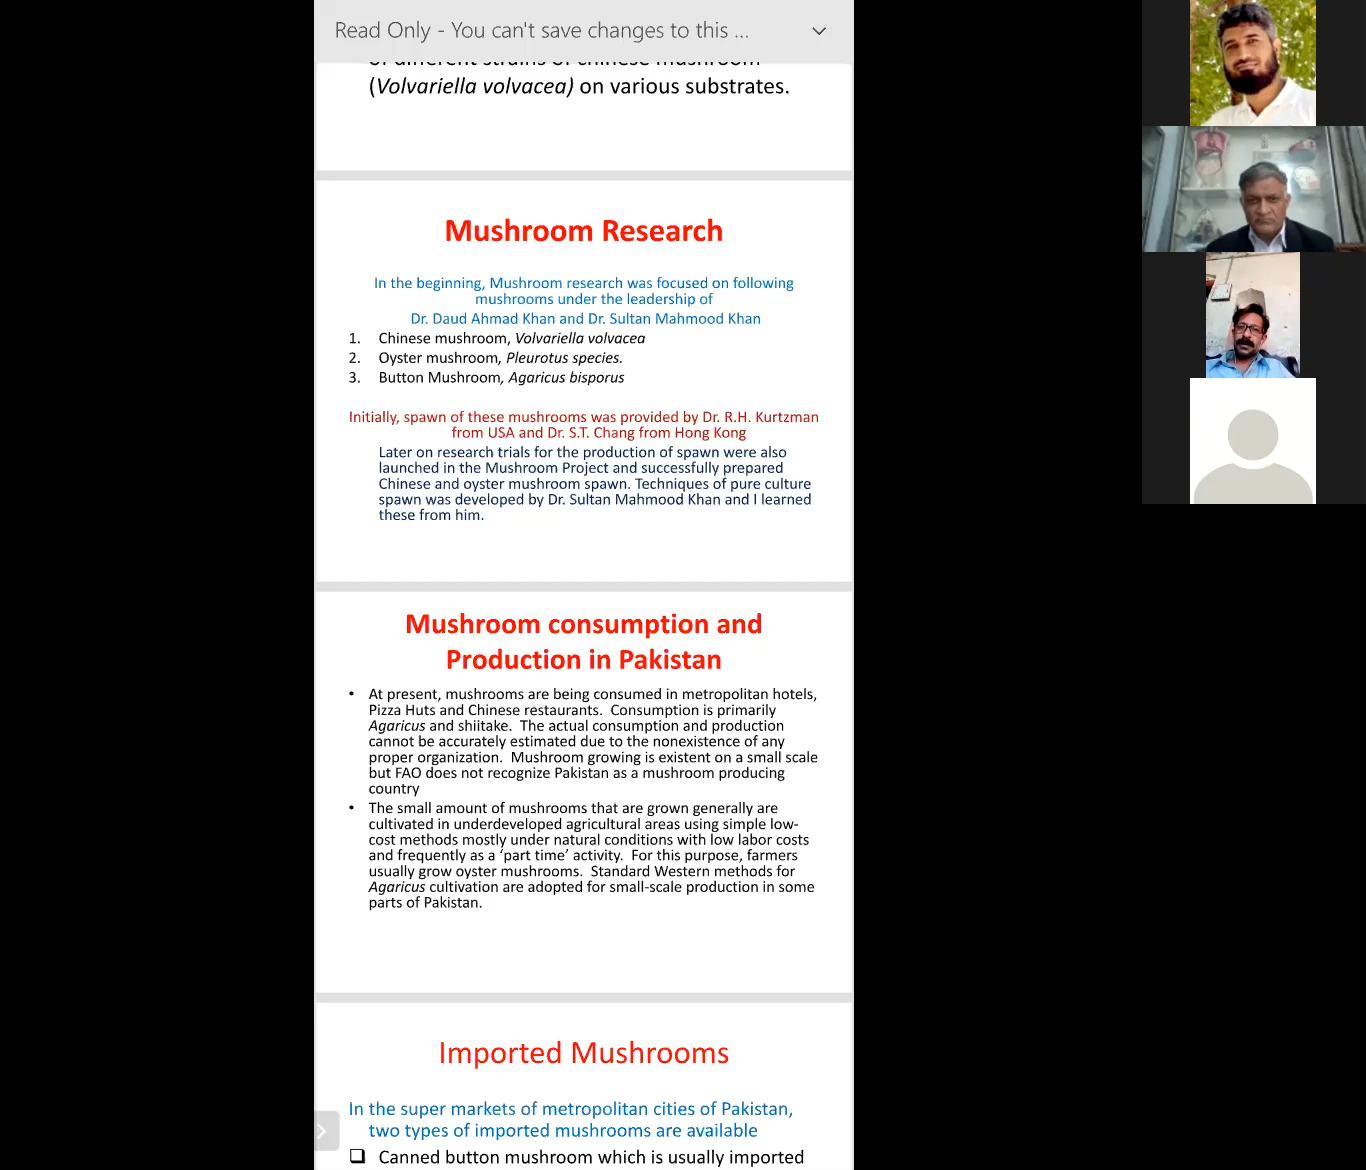 Read Only - You can't save changes to this ...
of different strains of chinese mushroom
(Volvariella volvacea) on various substrates.
Mushroom Research
In the beginning, Mushroom research was focused on following
mushrooms under the leadership of
Dr. Daud Ahmad Khan and Dr. Sultan Mahmood Khan
1. Chinese mushroom, Volvariella volvacea
2. Oyster mushroom, Pleurotus species.
3. Button Mushroom, Agaricus bisporus
Initially, spawn of these mushrooms was provided by Dr. R.H. Kurtzman
from USA and Dr. S.T. Chang from Hong Kong
Later on research trials for the production of spawn were also
launched in the Mushroom Project and successfully prepared
Chinese and oyster mushroom spawn. Techniques of pure culture
spawn was developed by Dr. Sultan Mahmood Khan and I learned
these from him.
Mushroom consumption and
Production in Pakistan
• At present, mushrooms are being consumed in metropolitan hotels,
Pizza Huts and Chinese restaurants. Consumption is primarily
Agaricus and shiitake. The actual consumption and production
cannot be accurately estimated due to the nonexistence of any
proper organization. Mushroom growing is existent on a small scale
but FAO does not recognize Pakistan as a mushroom producing
country
• The small amount of mushrooms that are grown generally are
cultivated in underdeveloped agricultural areas using simple low-
cost methods mostly under natural conditions with low labor costs
and frequently as a ‘part time’ activity. For this purpose, farmers
usually grow oyster mushrooms. Standard Western methods for
Agaricus cultivation are adopted for small-scale production in some
parts of Pakistan.
Imported Mushrooms
In the super markets of metropolitan cities of Pakistan,
two types of imported mushrooms are available
❑ Canned button mushroom which is usually imported